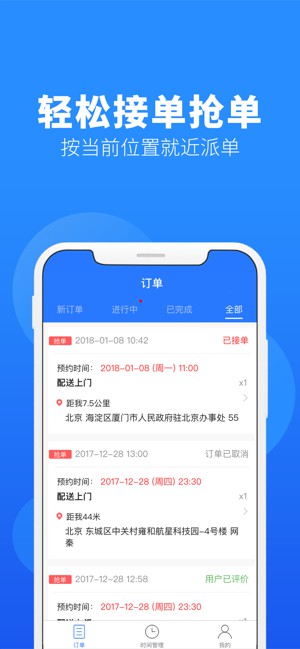 轻松接单抢单
按当前位置就近派单
订单
新订单 进行中 已完成 全部
抢单 2018-01-08 10:42 已接单
预约时间： 2018-01-08 (周一) 11:00
配送上门 x1
距我7.5公里
北京 海淀区厦门市人民政府驻北京办事处 55
抢单 2017-12-28 13:00 订单已取消
预约时间： 2017-12-28 (周四) 23:30
配送上门 x1
距我44米
北京 东城区中关村雍和航星科技园-4号楼 网
秦
抢单 2017-12-28 12:58 用户已评价
预约时间： 2017-12-28 (周四) 23:30
配送上门 x1
订单 时间管理 我的